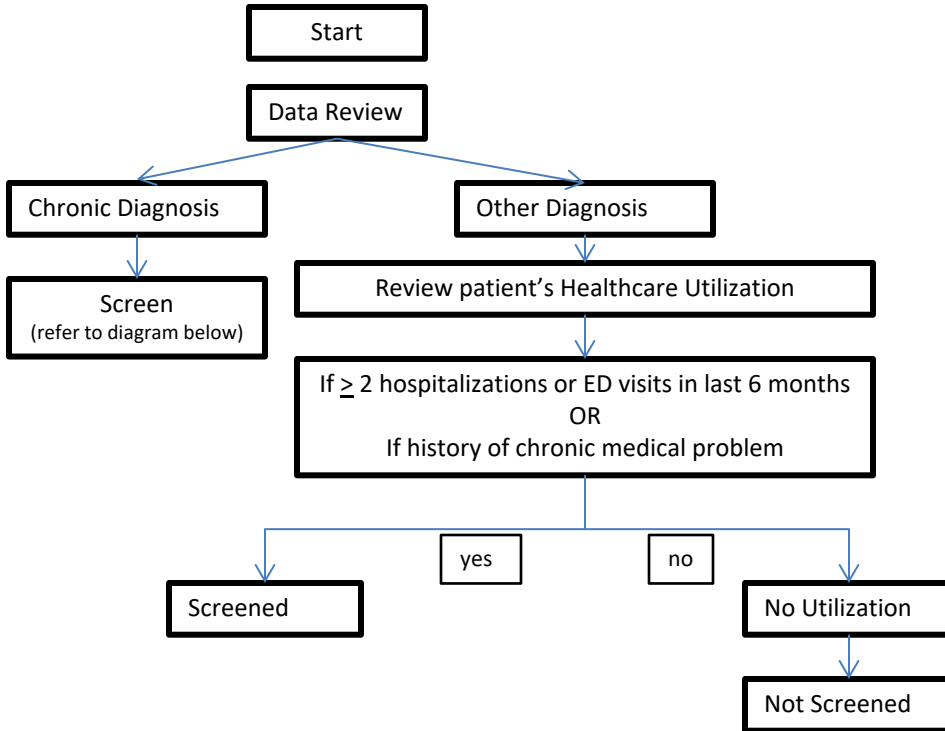 Start
Data Review
Chronic Diagnosis
Other Diagnosis
Screen
(refer to diagram below)
Review patient’s Healthcare Utilization
If ≥ 2 hospitalizations or ED visits in last 6 months
OR
If history of chronic medical problem
yes
no
Screened
No Utilization
Not Screened